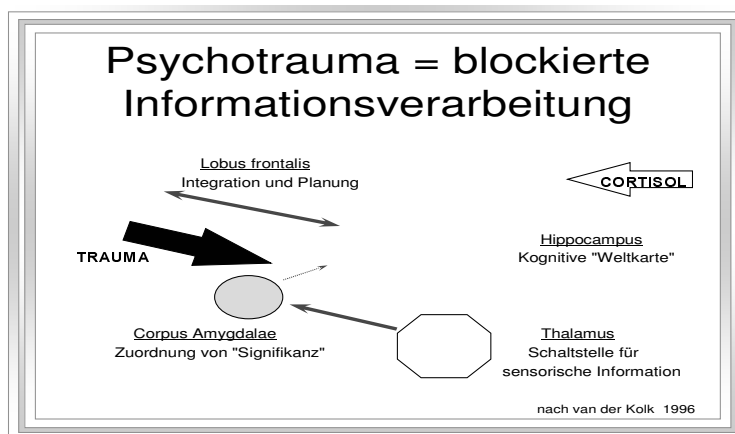 Psychotrauma = blockierte
Informationsverarbeitung
Lobus frontalis
Integration und Planung
CORTISOL
Hippocampus
Kognitive "Weltkarte"
TRAUMA
Corpus Amygdalae
Zuordnung von "Signifikanz"
Thalamus
Schaltstelle für
sensorische Information
nach van der Kolk 1996